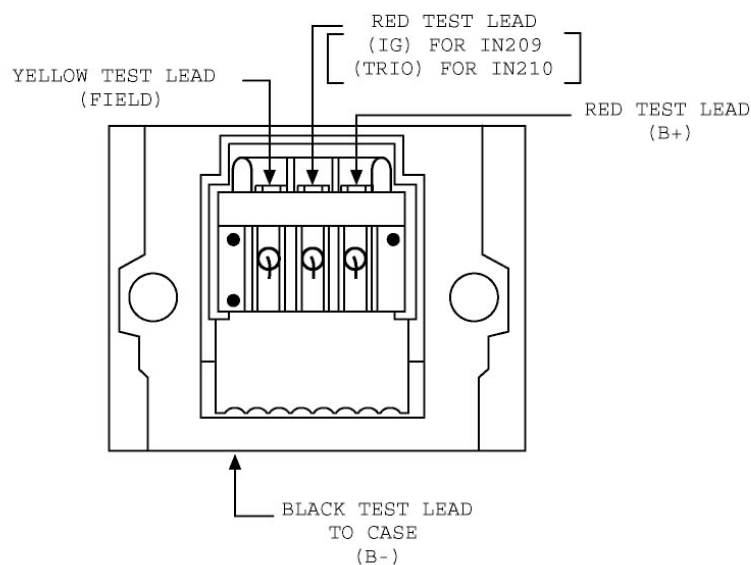 RED TEST LEAD
(IG) FOR IN209
(TRIO) FOR IN210
YELLOW TEST LEAD
(FIELD)
RED TEST LEAD
(B+)
BLACK TEST LEAD
TO CASE
(B-)